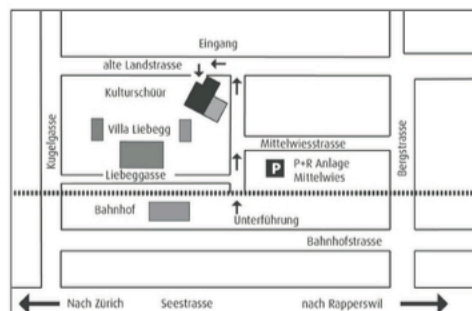 Eingang
alte Landstrasse
Kulturschüür
Kugelgasse
Villa Liebegg
Mittelwiesstrasse
Bergstrasse
P
P+R Anlage
Mittelwies
Liebeggasse
Bahnhof
Unterführung
Bahnhofstrasse
Nach Zürich
Seestrasse
nach Rapperswil